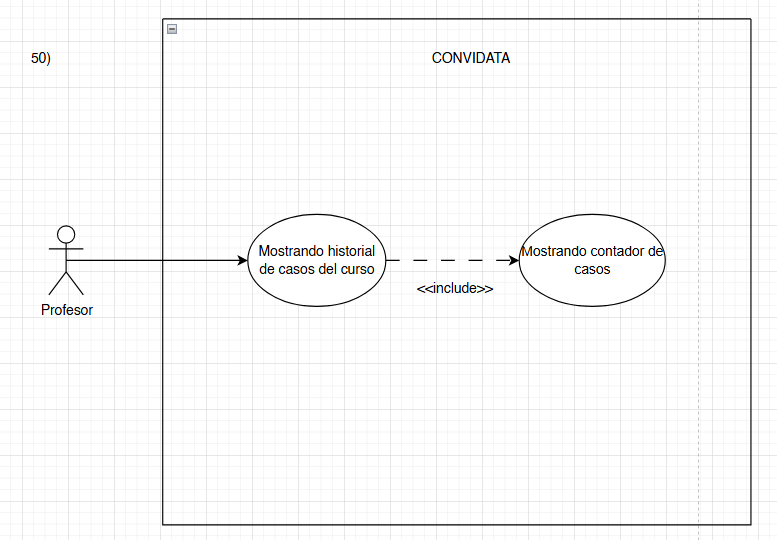 50)
CONVIDATA
Mostrando historial
de casos del curso
Mostrando contador de
casos
<<include>>
Profesor